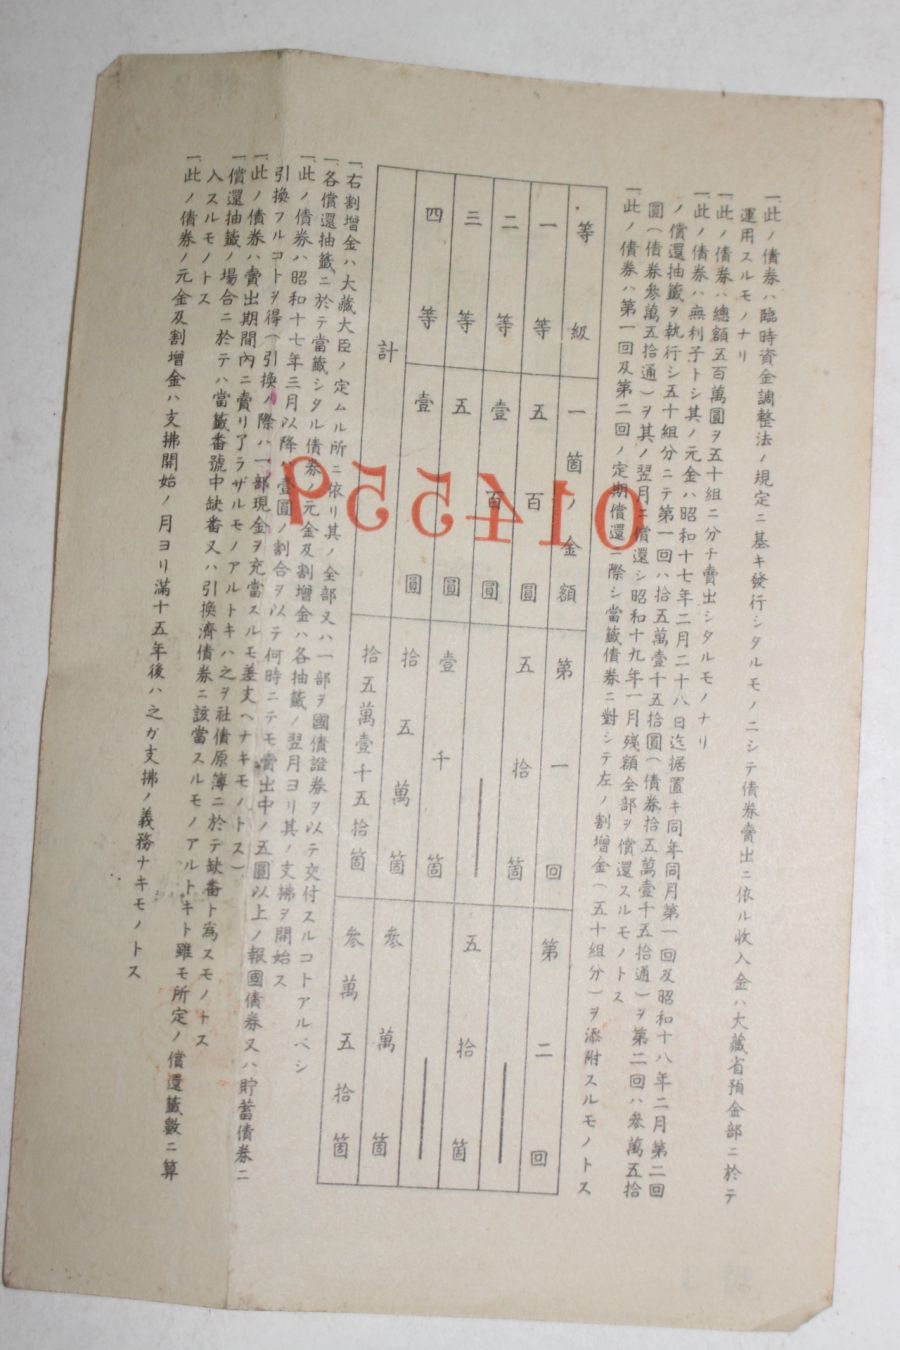 一、此ノ債券ハ臨時資金調整法ノ規定ニ基キ發行シタルモノニシテ債券賣出ニ依ル收入金ハ大藏省預金部ニ於テ
運用スルモノナリ
一、此ノ債券ハ總額五百萬圓ヲ五十組ニ分チ賣出シタルモノナリ
一、此ノ債券ハ無利子トシ其ノ元金ハ昭和十七年二月二十八日迄据置キ同年同月第一回及昭和十八年二月第二回
ノ償還抽籤ヲ執行シ五十組分ニテ第一回ハ拾五萬壹千五拾圓(債券拾五萬壹千五拾通)ヲ第二回ハ參萬五拾
圓(債券參萬五拾通)ヲ其ノ翌月ニ償還シ昭和十九年一月殘額全部ヲ償還スルモノトス
一、此ノ債券ハ第一回及第二回ノ定期償還ニ際シ當籤債券ニ對シテ左ノ割增金(五十組分)ヲ添附スルモノトス
等級 一箇ノ金額 第一回 第二回
一等 五百圓 五拾箇 ―
二等 壹百圓 ― 五拾箇
三等 五圓 壹千箇 ―
四等 壹圓 拾五萬箇 參萬箇
計 拾五萬壹千五拾箇 參萬五拾箇
一、右割增金ハ大藏大臣ノ定ムル所ニ依リ其ノ全部又ハ一部ヲ國債證券ヲ以テ交付スルコトアルベシ
一、各償還抽籤ニ於テ當籤シタル債券ノ元金及割增金ハ各抽籤ノ翌月ヨリ其ノ支拂ヲ開始ス
一、此ノ債券ハ昭和十七年三月以降ハ壹圓ノ割合ヲ以テ何時ニテモ賣出中ノ五圓以上ノ報國債券又ハ貯蓄債券ニ
引換フルコトヲ得(引換ノ際ハ一部現金ヲ充當スルモ差支ヘナキモノトス)
一、此ノ債券ハ賣出期間內ニ賣リ了ラザルモノアルトキハ之ヲ社債原簿ニ於テ缺番ト爲スモノトス
一、償還抽籤ノ場合ニ於テハ當籤番號中缺番又ハ引換濟債券ニ該當スルモノアルトキト雖モ所定ノ償還籤數ニ算
入スルモノトス
一、此ノ債券ノ元金及割增金ハ支拂開始ノ月ヨリ滿十五年後ハ之ガ支拂ノ義務ナキモノトス
014559